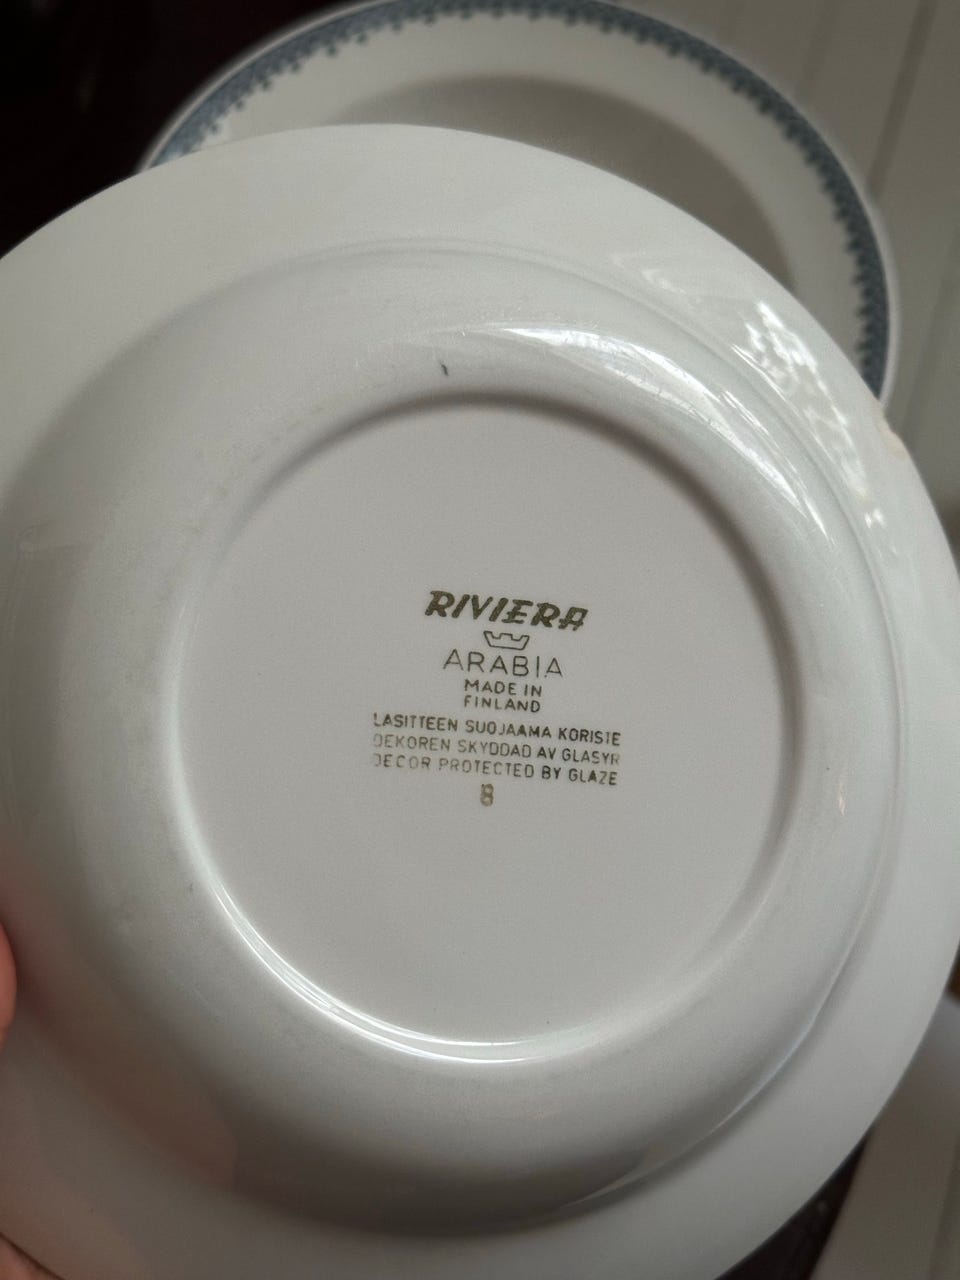 RIVIERA
ARABIA
MADE IN
FINLAND
LASITTEEN SUOJAAMA KORISTE
DEKOREN SKYDDAD AV GLASYR
DECOR PROTECTED BY GLAZE
8